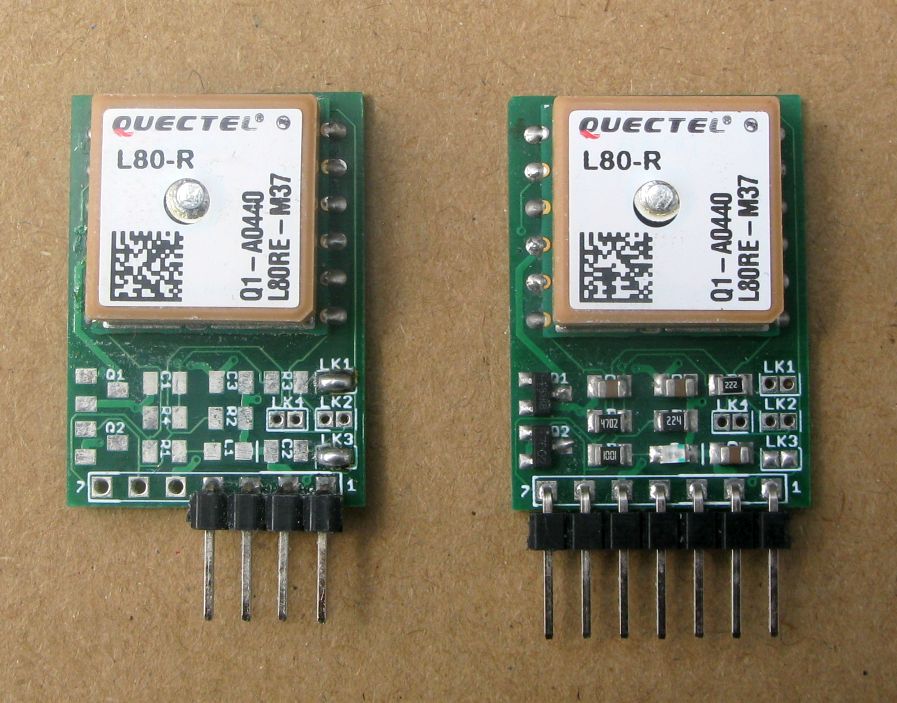 QUECTEL®
L80-R
Q1-A0440
L80RE-M37
Q1
C1
C3
R3
LK1
R4
R2
LK4
LK2
Q2
R1
L1
C2
LK3
7
1
QUECTEL®
L80-R
Q1-A0440
L80RE-M37
Q1
222
LK1
4702
224
LK4
LK2
Q2
1001
LK3
7
1